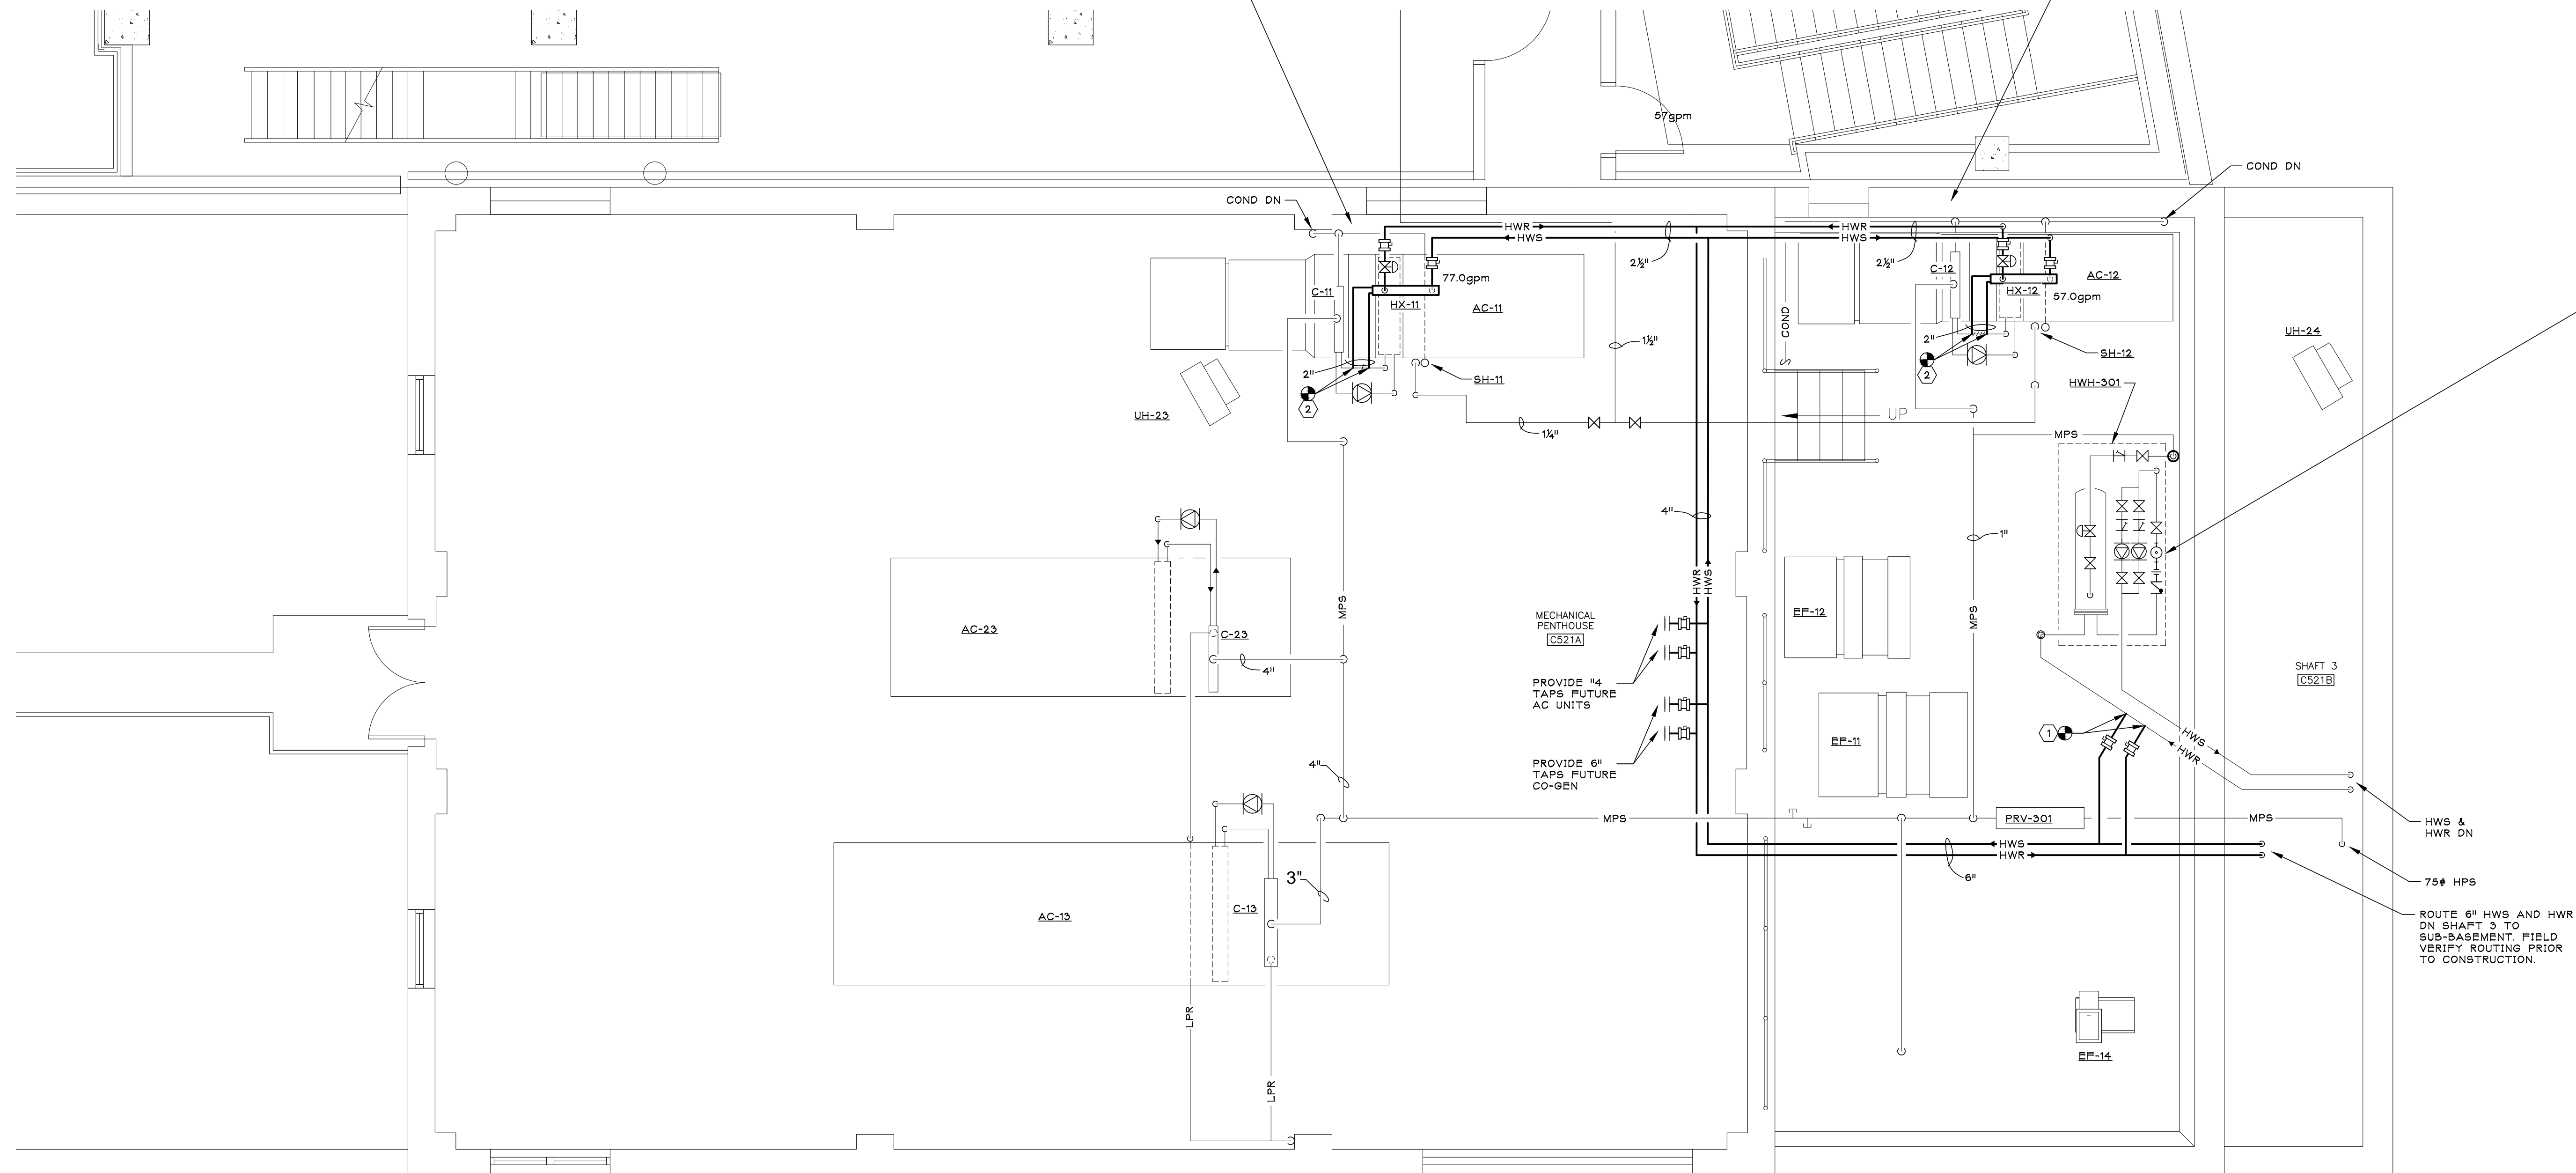 57gpm
COND DN
COND DN
HWR
HWS
HWR
HWS
2½"
2½"
77.0gpm
C-11
HX-11
AC-11
C-12
HX-12
AC-12
57.0gpm
COND
1½"
2"
2
SH-11
2"
2
SH-12
HWH-301
UH-23
UH-24
1¼"
UP
MPS
4"
1"
HWR
HWS
MPS
MPS
MECHANICAL
PENTHOUSE
C521A
EF-12
AC-23
C-23
4"
PROVIDE "4
TAPS FUTURE
AC UNITS
SHAFT 3
C521B
EF-11
1
HWS
HWR
PROVIDE 6"
TAPS FUTURE
CO-GEN
4"
MPS
PRV-301
MPS
HWS &
HWR DN
HWS
HWR
6"
75# HPS
3"
C-13
AC-13
ROUTE 6" HWS AND HWR
DN SHAFT 3 TO
SUB-BASEMENT. FIELD
VERIFY ROUTING PRIOR
TO CONSTRUCTION.
LPR
LPR
EF-14